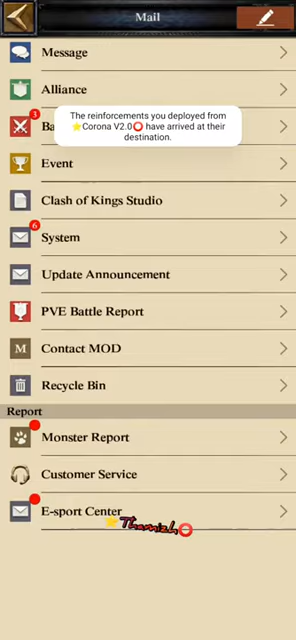 Mail
Message
Alliance
3
Ba
The reinforcements you deployed from
⭐Corona V2.0⭕ have arrived at their
destination.
Event
Clash of Kings Studio
6
System
Update Announcement
PVE Battle Report
M Contact MOD
Recycle Bin
Report
Monster Report
Customer Service
E-sport Center
⭐Thamizh⭕